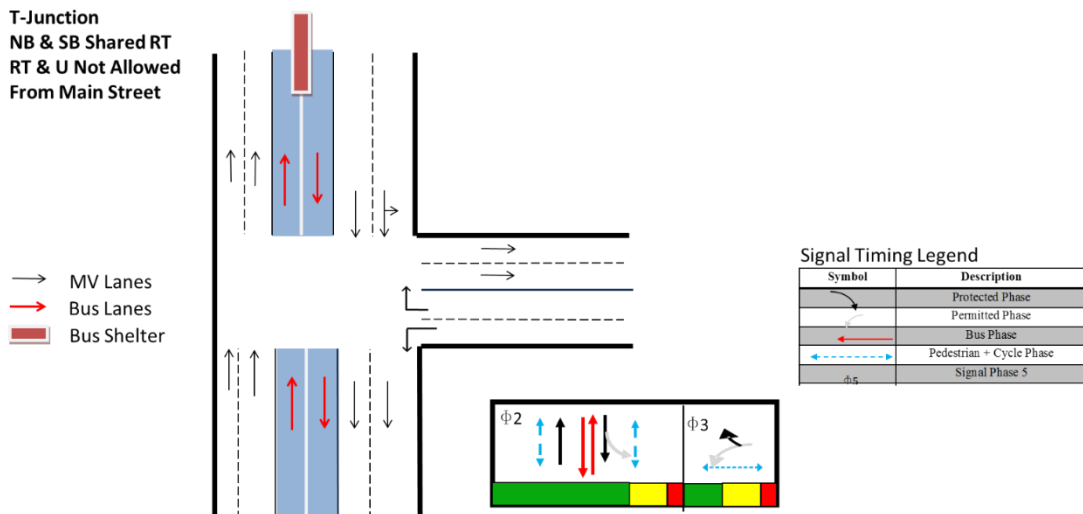 T-Junction
NB & SB Shared RT
RT & U Not Allowed
From Main Street
MV Lanes
Bus Lanes
Bus Shelter
Signal Timing Legend
Symbol Description
Protected Phase
Permitted Phase
Bus Phase
Pedestrian + Cycle Phase
Φ5 Signal Phase 5
Φ2
Φ3